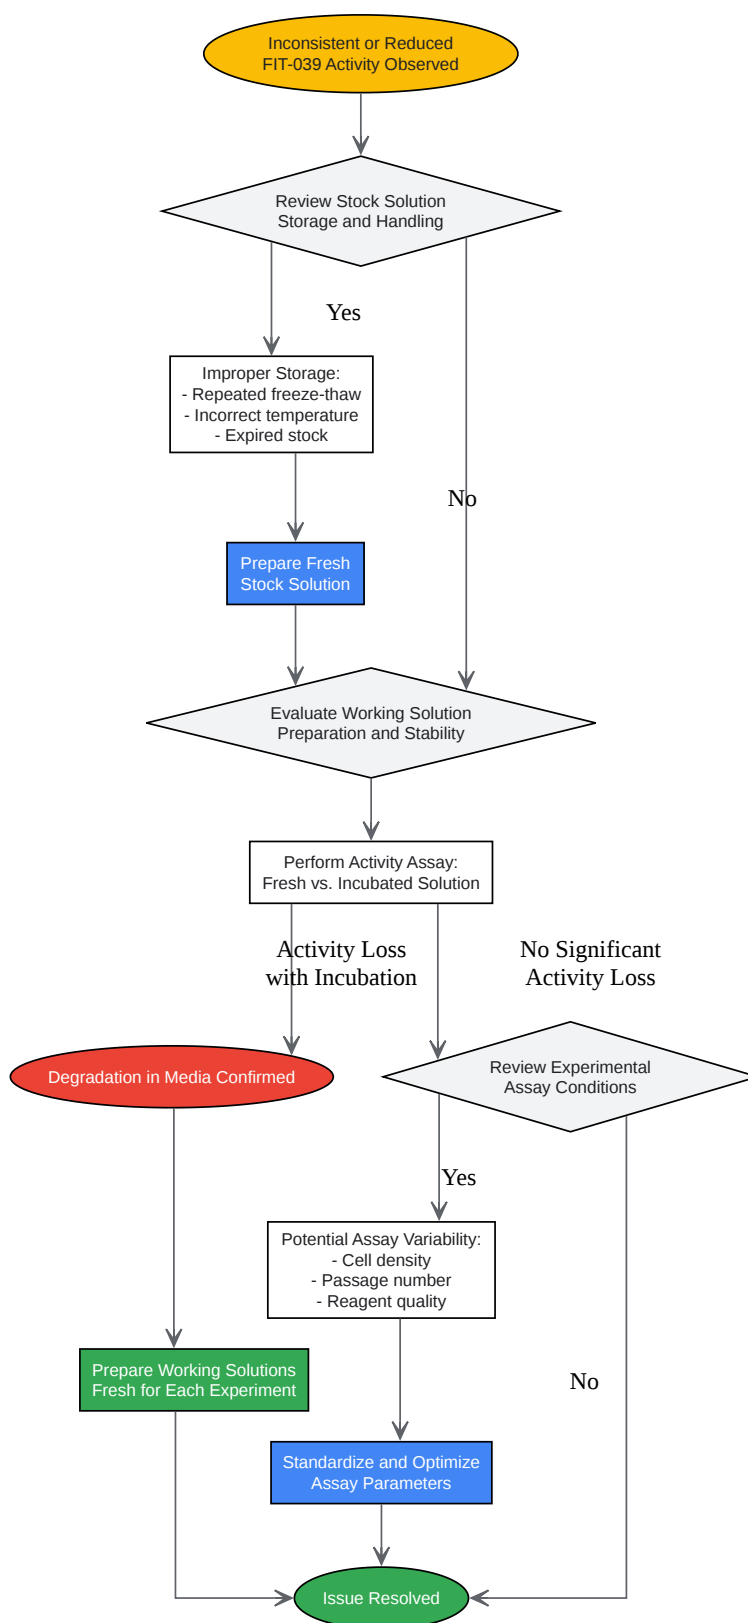 Inconsistent or Reduced
FIT-039 Activity Observed
Review Stock Solution
Storage and Handling
Yes
Improper Storage:
- Repeated freeze-thaw
- Incorrect temperature
- Expired stock
No
Prepare Fresh
Stock Solution
Evaluate Working Solution
Preparation and Stability
Perform Activity Assay:
Fresh vs. Incubated Solution
Activity Loss
with Incubation
No Significant
Activity Loss
Degradation in Media Confirmed
Review Experimental
Assay Conditions
Yes
Potential Assay Variability:
- Cell density
- Passage number
- Reagent quality
Prepare Working Solutions
Fresh for Each Experiment
No
Standardize and Optimize
Assay Parameters
Issue Resolved